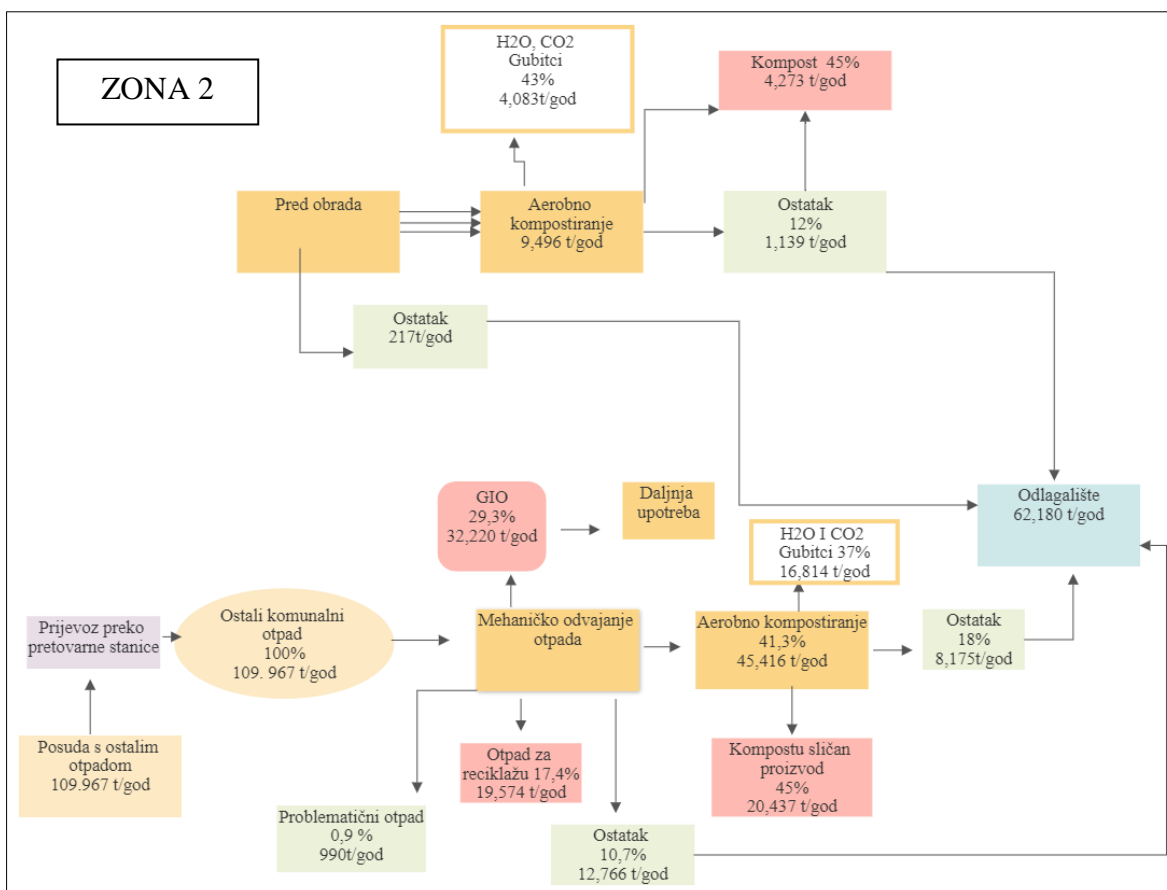 ZONA 2
H2O, CO2
Gubitci
43%
4,083t/god
Kompost 45%
4,273 t/god
Pred obrada
Aerobno
kompostiranje
9,496 t/god
Ostatak
12%
1,139 t/god
Ostatak
217t/god
GIO
29,3%
32,220 t/god
Daljnja
upotreba
Odlagalište
62,180 t/god
H2O I CO2
Gubitci 37%
16,814 t/god
Prijevoz preko
pretovarne stanice
Ostali komunalni
otpad
100%
109. 967 t/god
Mehaničko odvajanje
otpada
Aerobno kompostiranje
41,3%
45,416 t/god
Ostatak
18%
8,175t/god
Posuda s ostalim
otpadom
109.967 t/god
Otpad za
reciklažu 17,4%
19,574 t/god
Kompostu sličan
proizvod
45%
20,437 t/god
Problematični otpad
0,9 %
990t/god
Ostatak
10,7%
12,766 t/god